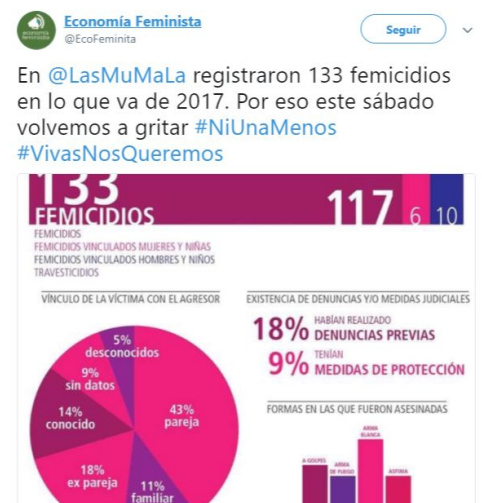 Economía Feminista
@EcoFeminita
Seguir
En @LasMuMaLa registraron 133 femicidios
en lo que va de 2017. Por eso este sábado
volvemos a gritar #NiUnaMenos
#VivasNosQueremos
133
FEMICIDIOS
117 6 10
FEMICIDIOS
FEMICIDIOS VINCULADOS MUJERES Y NIÑAS
FEMICIDIOS VINCULADOS HOMBRES Y NIÑOS
TRAVESTICIDIOS
VÍNCULO DE LA VÍCTIMA CON EL AGRESOR
5%
desconocidos
9%
sin datos
14%
conocido
43%
pareja
18%
ex pareja
11%
familiar
EXISTENCIA DE DENUNCIAS Y/O MEDIDAS JUDICIALES
18% HABÍAN REALIZADO
DENUNCIAS PREVIAS
9% TENÍAN
MEDIDAS DE PROTECCIÓN
FORMAS EN LAS QUE FUERON ASESINADAS
A GOLPES
ARMA
DE FUEGO
ARMA
BLANCA
ASFIXIA